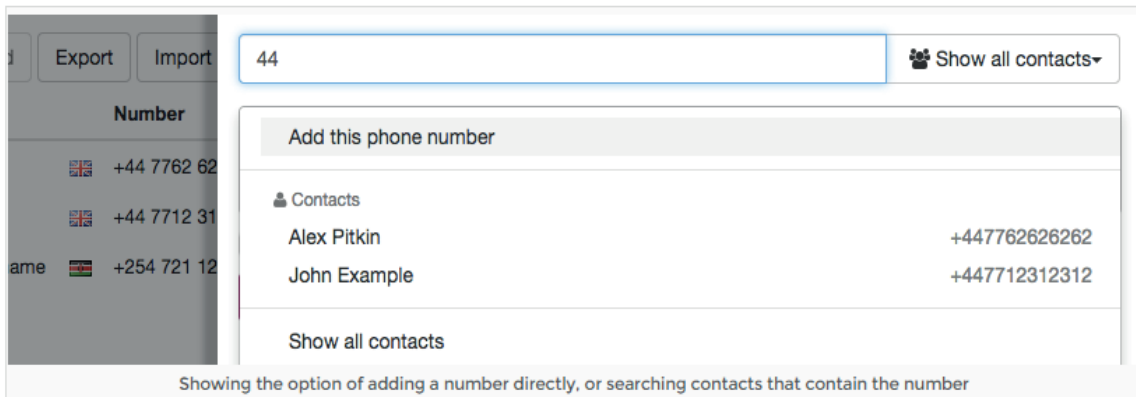 Export
Import
44
Show all contacts
Number
Add this phone number
+44 7762 62
Contacts
+44 7712 31
Alex Pitkin
+447762626262
ame
+254 721 12
John Example
+447712312312
Show all contacts
Showing the option of adding a number directly, or searching contacts that contain the number